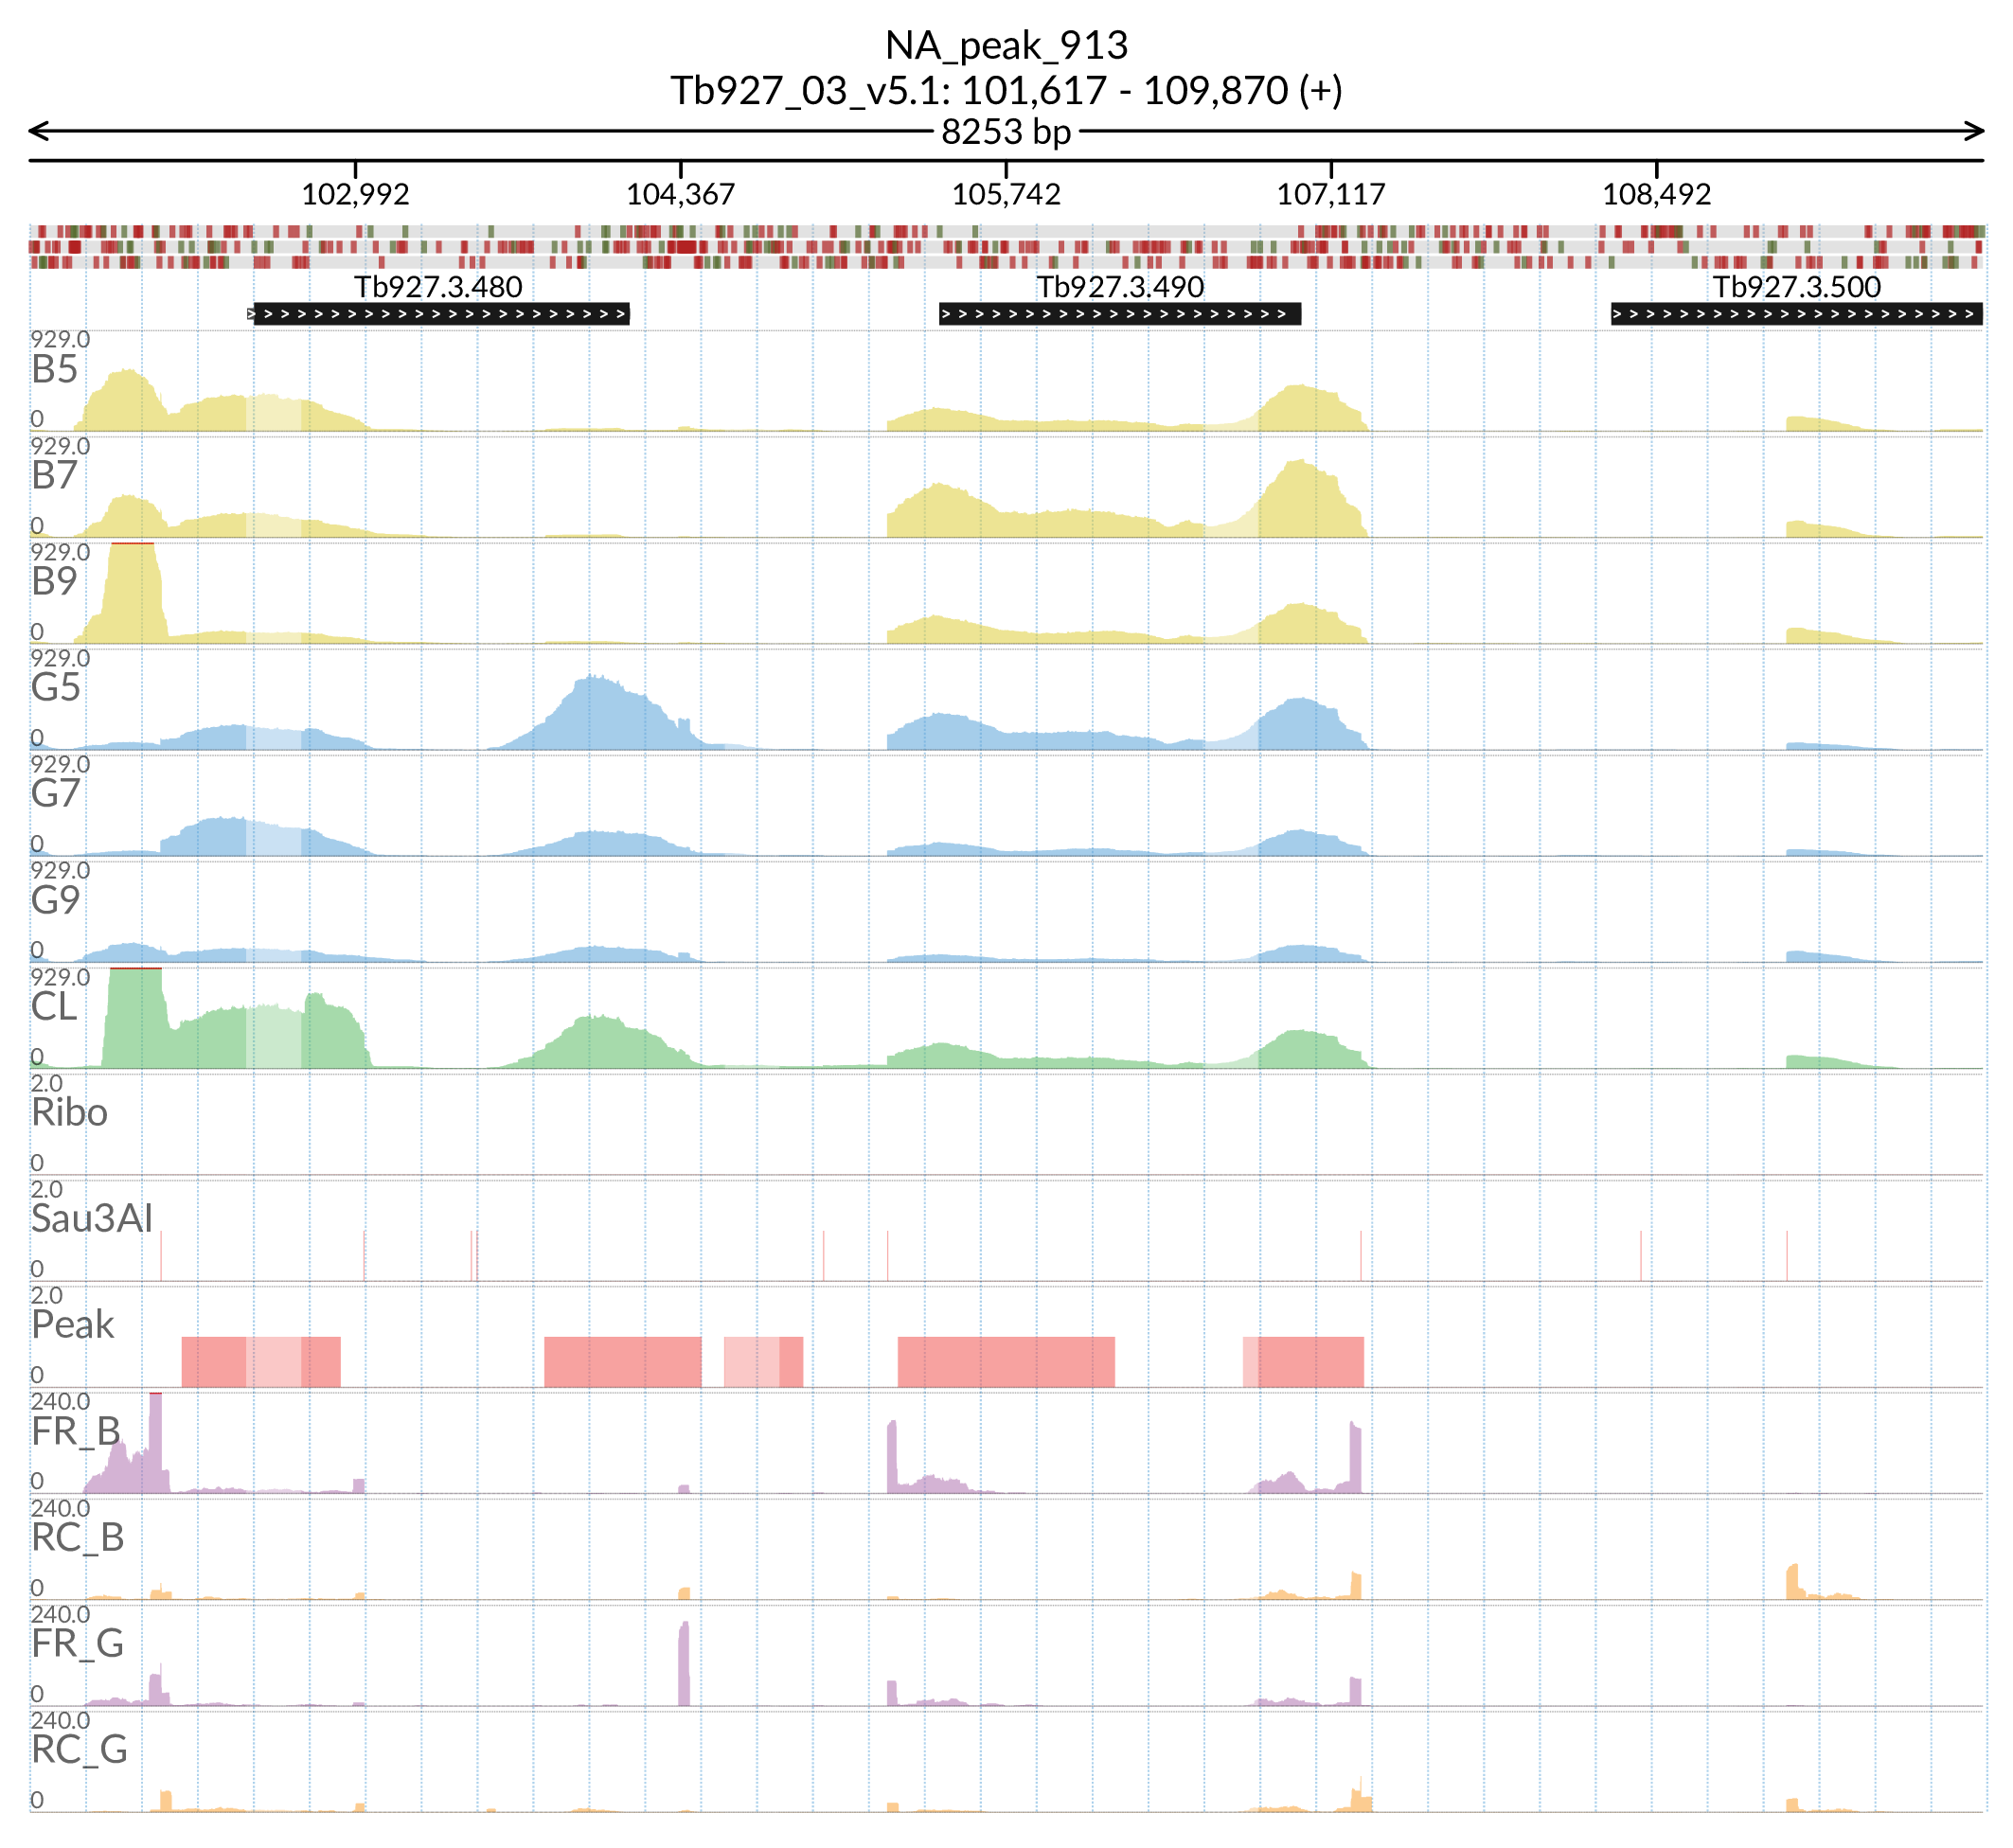 NA_peak_913
Tb927_03_v5.1: 101,617 - 109,870 (+)
8253 bp
102,992 104,367 105,742 107,117 108,492
Tb927.3.480 Tb927.3.490 Tb927.3.500
929.0
B5
0
929.0
B7
0
929.0
B9
0
929.0
G5
0
929.0
G7
0
929.0
G9
0
929.0
CL
0
2.0
Ribo
0
2.0
Sau3AI
0
2.0
Peak
0
240.0
FR_B
0
240.0
RC_B
0
240.0
FR_G
0
240.0
RC_G
0